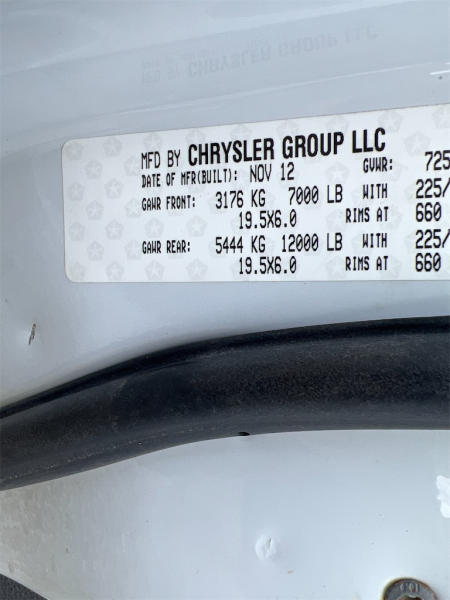 MFD BY CHRYSLER GROUP LLC
DATE OF MFR(BUILT): NOV 12 GVWR: 725
GAWR FRONT: 3176 KG 7000 LB WITH 225/
19.5X6.0 RIMS AT 660
GAWR REAR: 5444 KG 12000 LB WITH 225/
19.5X6.0 RIMS AT 660